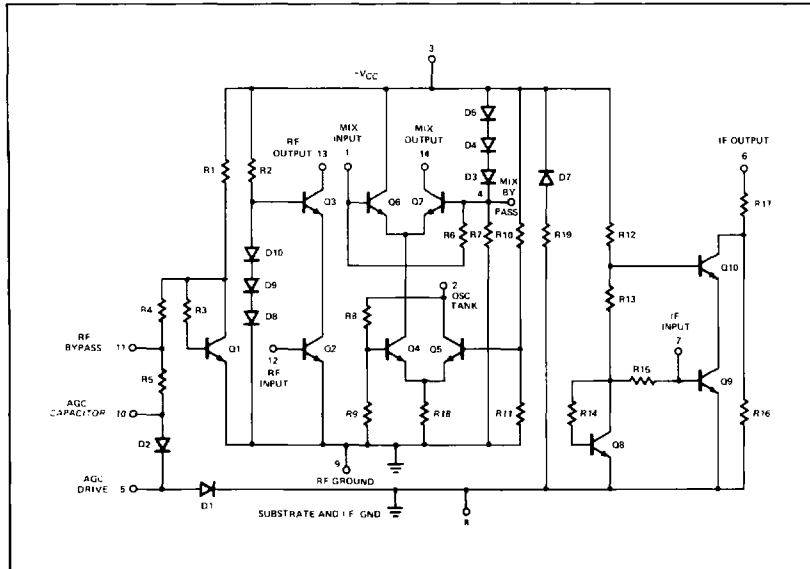 3
-VCC
RF OUTPUT 13
MIX INPUT 1
MIX OUTPUT 14
D5
D4
D3
4
MIX BY PASS
D7
IF OUTPUT 6
R1
R2
Q3
Q6
Q7
R6
R7
R10
R19
R12
R17
D10
D9
D8
Q10
R4
R3
2
OSC TANK
R8
R13
IF INPUT 7
RF BYPASS 11
Q1
12
RF INPUT
Q2
Q4
Q5
R15
Q9
R5
AGC CAPACITOR 10
R9
R18
R11
R14
R16
Q8
D2
9
RF GROUND
AGC DRIVE 5
D1
SUBSTRATE AND I.F. GND
8